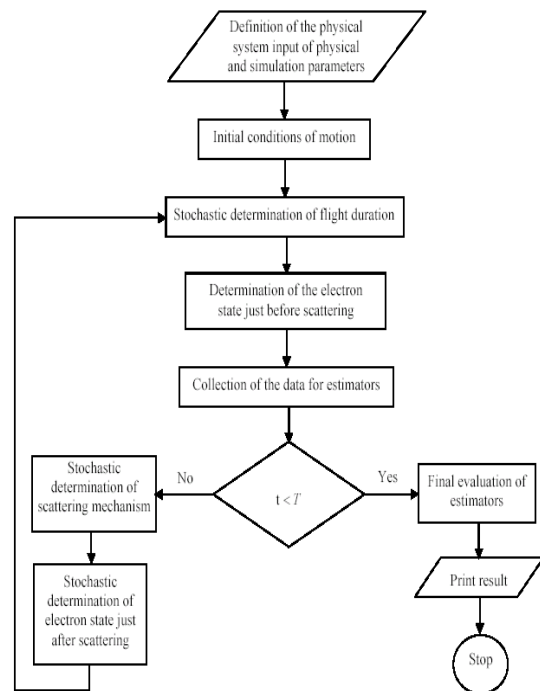 Definition of the physical
system input of physical
and simulation parameters
Initial conditions of motion
Stochastic determination of flight duration
Determination of the electron
state just before scattering
Collection of the data for estimators
t < T
No
Yes
Stochastic
determination of
scattering mechanism
Final evaluation of
estimators
Stochastic
determination of
electron state just
after scattering
Print result
Stop